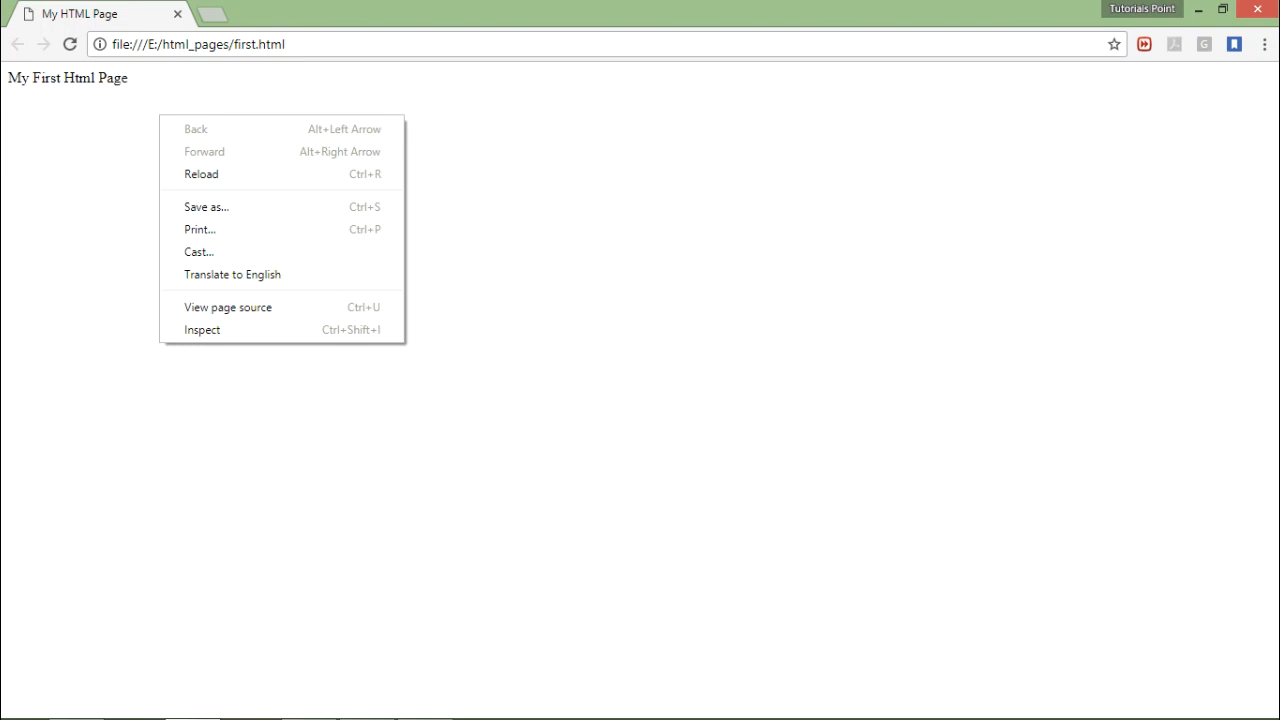 My HTML Page
Tutorials Point
file:///E:/html_pages/first.html
G
My First Html Page
Back Alt+Left Arrow
Forward Alt+Right Arrow
Reload Ctrl+R
Save as... Ctrl+S
Print... Ctrl+P
Cast...
Translate to English
View page source Ctrl+U
Inspect Ctrl+Shift+I